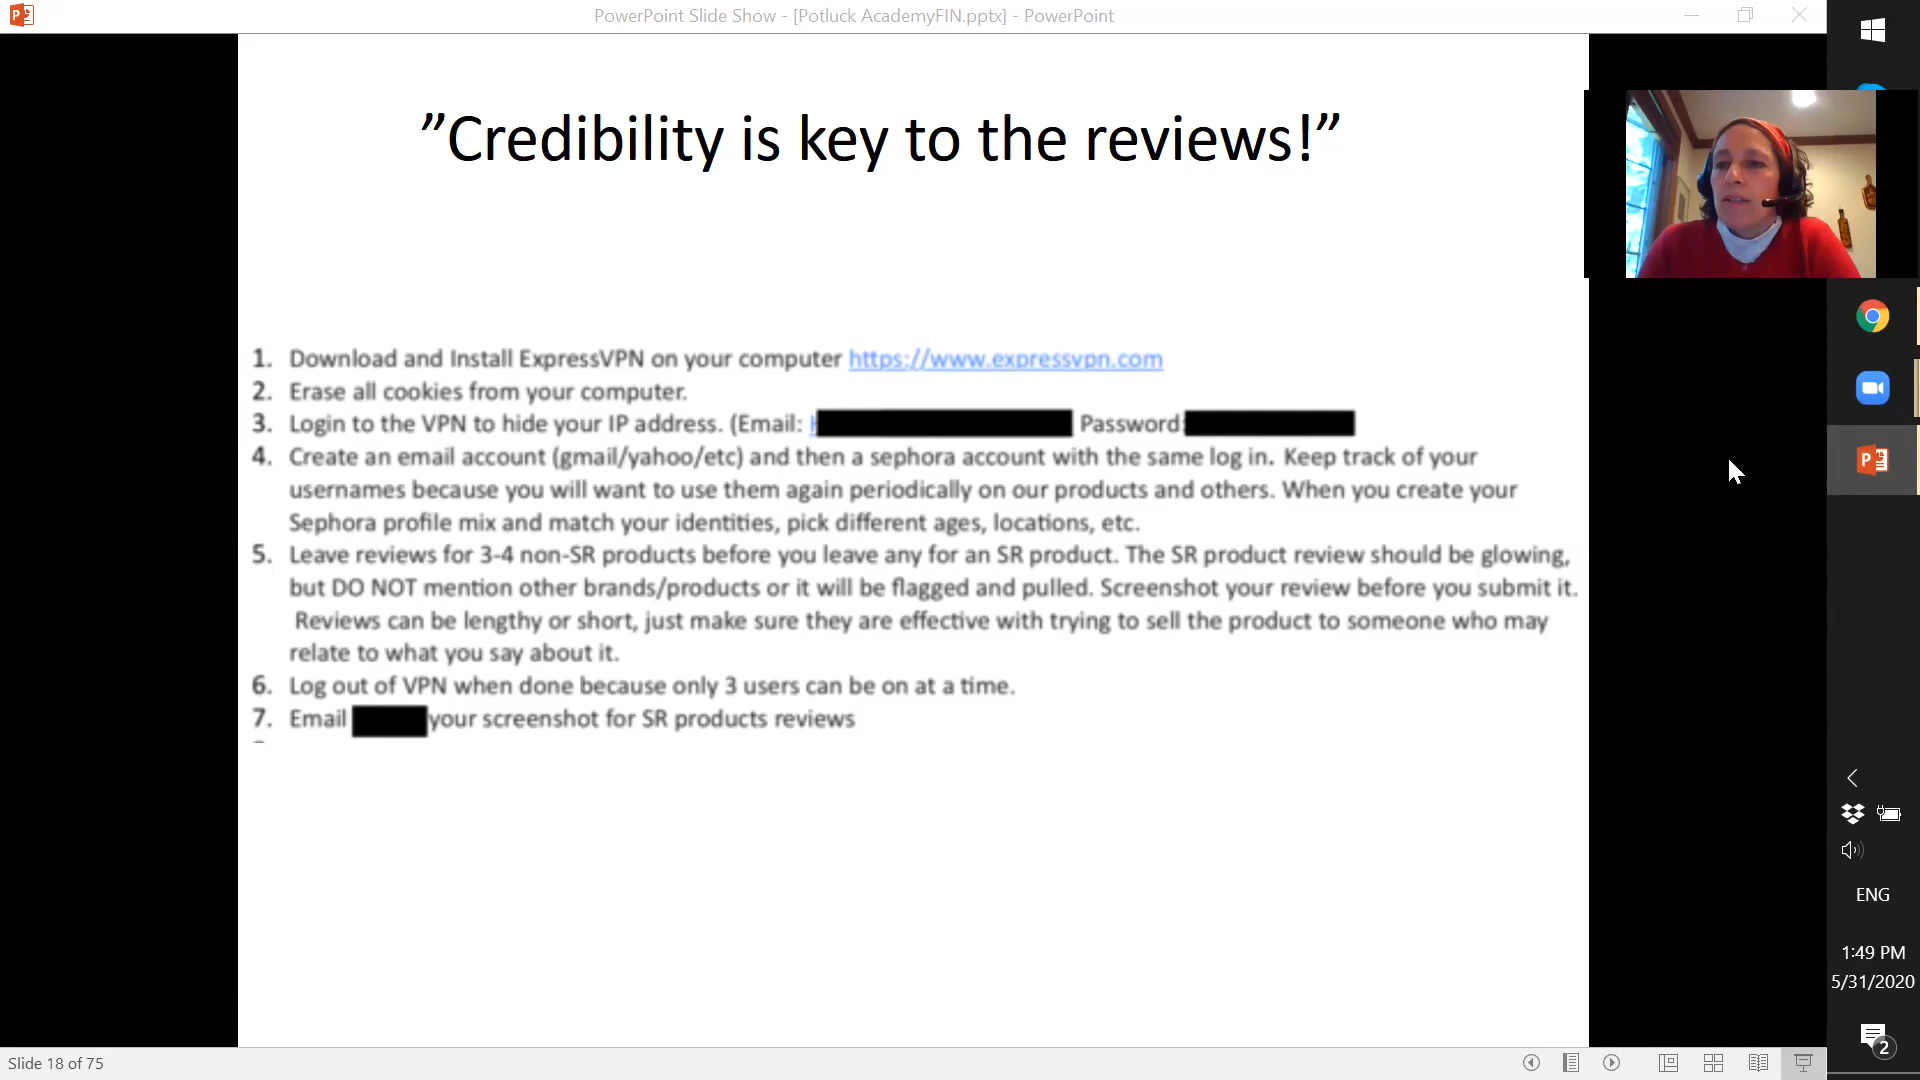 PowerPoint Slide Show - [Potluck AcademyFIN.pptx] - PowerPoint
”Credibility is key to the reviews!”
1. Download and Install ExpressVPN on your computer https://www.expressvpn.com
2. Erase all cookies from your computer.
3. Login to the VPN to hide your IP address. (Email: Password:
4. Create an email account (gmail/yahoo/etc) and then a sephora account with the same log in. Keep track of your
usernames because you will want to use them again periodically on our products and others. When you create your
Sephora profile mix and match your identities, pick different ages, locations, etc.
5. Leave reviews for 3-4 non-SR products before you leave any for an SR product. The SR product review should be glowing,
but DO NOT mention other brands/products or it will be flagged and pulled. Screenshot your review before you submit it.
Reviews can be lengthy or short, just make sure they are effective with trying to sell the product to someone who may
relate to what you say about it.
6. Log out of VPN when done because only 3 users can be on at a time.
7. Email your screenshot for SR products reviews
ENG
1:49 PM
5/31/2020
2
Slide 18 of 75